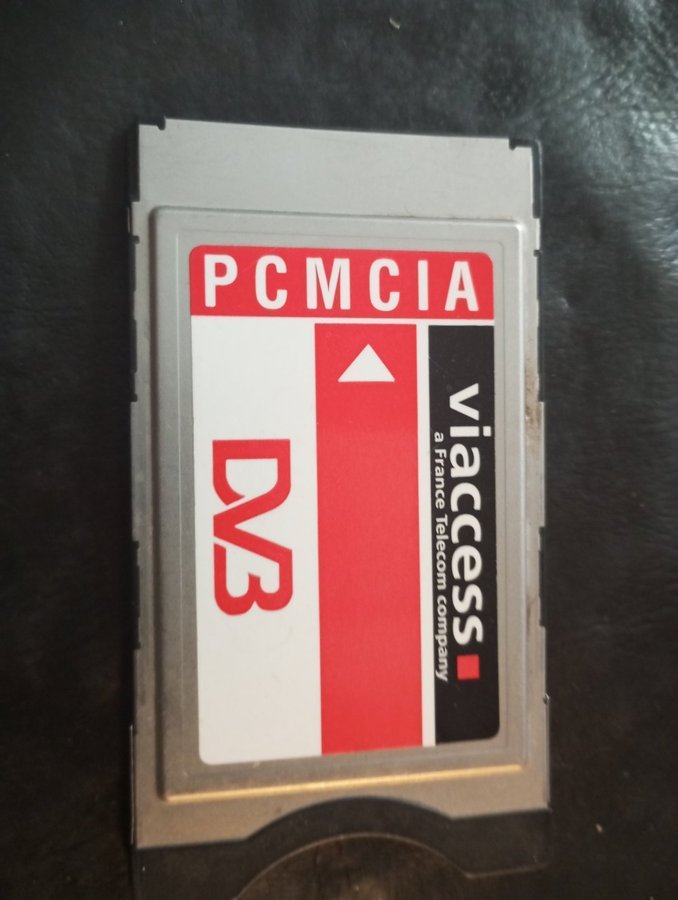 PCMCIA
viaccess
a France Telecom company
DVB